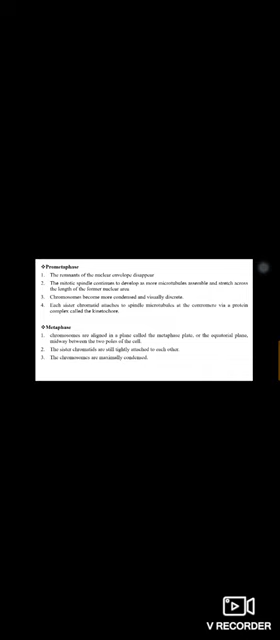 ❖Prometaphase
1. The remnants of the nuclear envelope disappear
2. The mitotic spindle continues to develop as more microtubules assemble and stretch across
the length of the former nuclear area.
3. Chromosomes become more condensed and visually discrete.
4. Each sister chromatid attaches to spindle microtubules at the centromere via a protein
complex called the kinetochore.
❖Metaphase
1. chromosomes are aligned in a plane called the metaphase plate, or the equatorial plane,
midway between the two poles of the cell.
2. The sister chromatids are still tightly attached to each other.
3. The chromosomes are maximally condensed.
V RECORDER